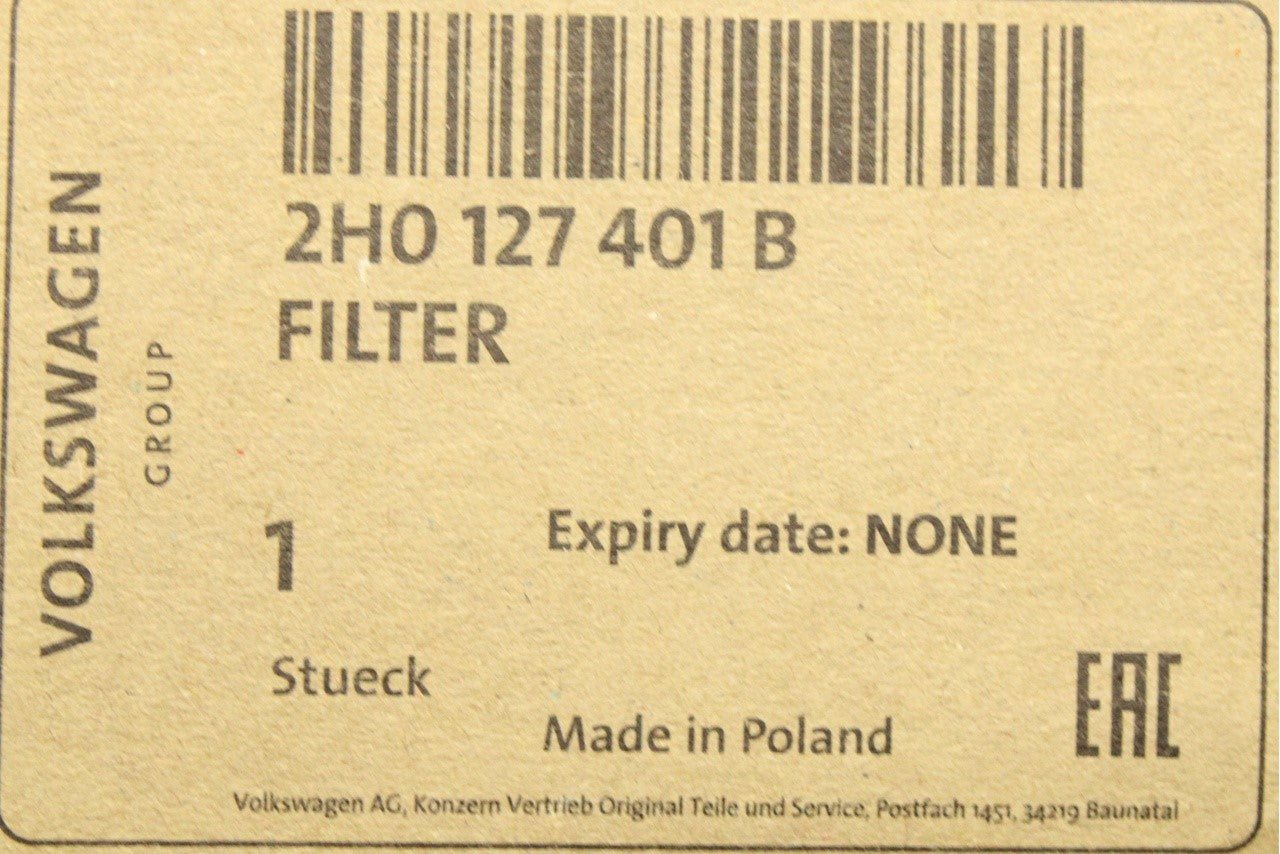 VOLKSWAGEN
GROUP
2H0 127 401 B
FILTER
1
Expiry date: NONE
Stueck
Made in Poland
EAC
Volkswagen AG, Konzern Vertrieb Original Teile und Service, Postfach 1451, 34219 Baunatal